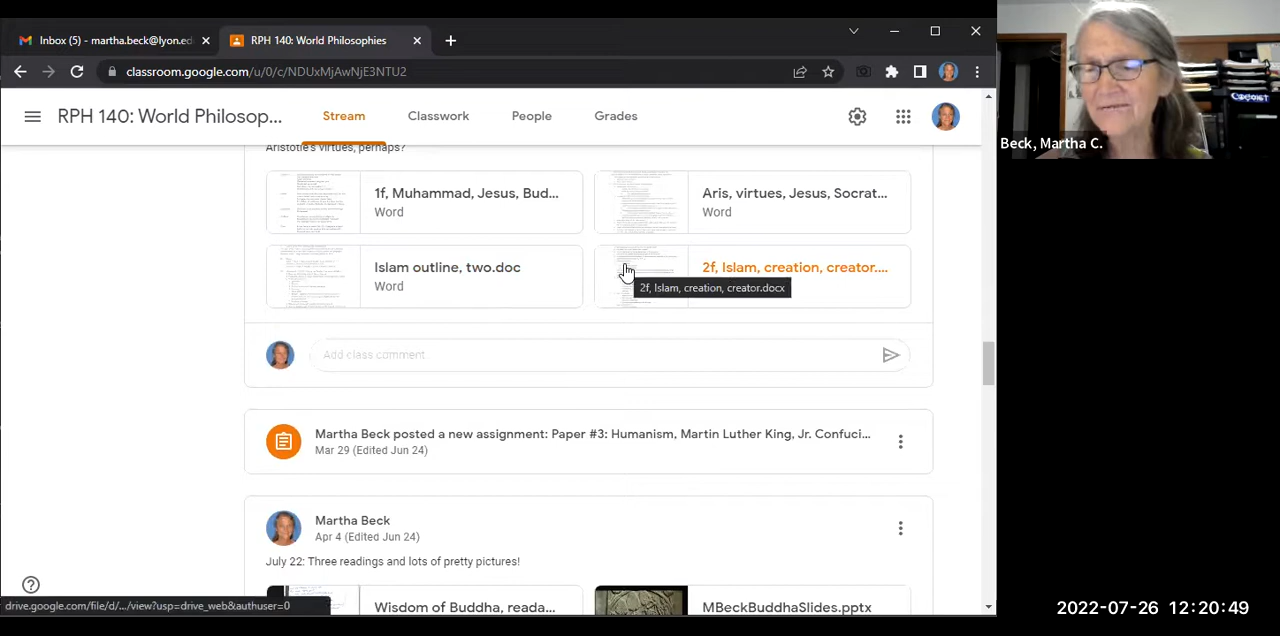 Inbox (5) - martha.beck@lyon.ed
RPH 140: World Philosophies
classroom.google.com/u/0/c/NDUxMjAwNjE3NTU2
RPH 140: World Philosop...
Stream
Classwork
People
Grades
Beck, Martha C.
Aristotle's virtues, perhaps?
If, Muhammad, Jesus, Bud...
Word
Aris, virtues, Jesus, Socrat...
Word
Islam outline, two.doc
Word
2f, Islam, creation, creator....
2f, Islam, creation, creator.docx
Add class comment
Martha Beck posted a new assignment: Paper #3: Humanism, Martin Luther King, Jr. Confuci...
Mar 29 (Edited Jun 24)
Martha Beck
Apr 4 (Edited Jun 24)
July 22: Three readings and lots of pretty pictures!
Wisdom of Buddha, reada...
MBeckBuddhaSlides.pptx
drive.google.com/file/d/.../view?usp=drive_web&authuser=0
2022-07-26 12:20:49